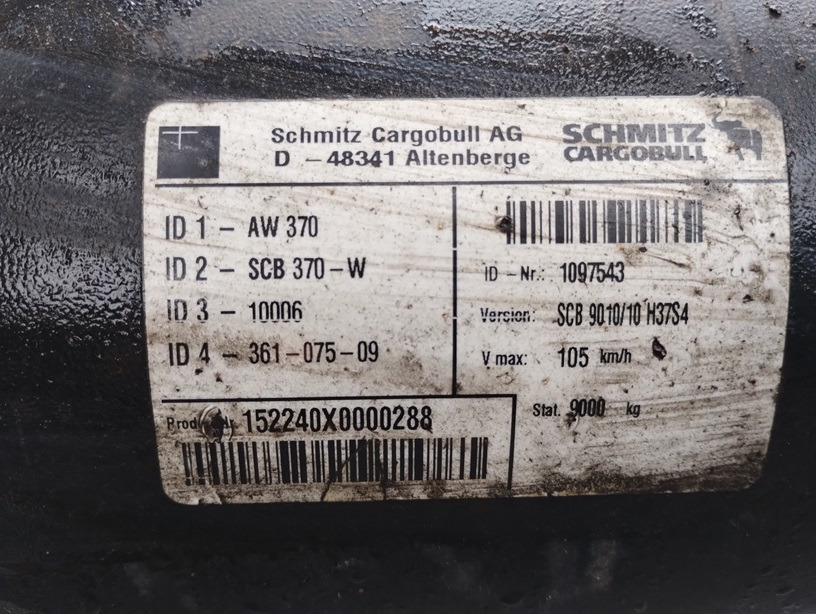 Schmitz Cargobull AG
D - 48341 Altenberge
SCHMITZ
CARGOBULL
ID 1 - AW 370
ID 2 - SCB 370-W
ID 3 - 10006
ID 4 - 361-075-09
ID-Nr.: 1097543
Version: SCB 9010/10 H37S4
V max: 105 km/h
Stat. 9000 kg
152240X0000288